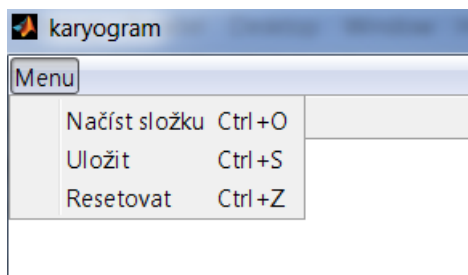 karyogram
Menu
Načíst složku Ctrl+O
Uložit Ctrl+S
Resetovat Ctrl+Z